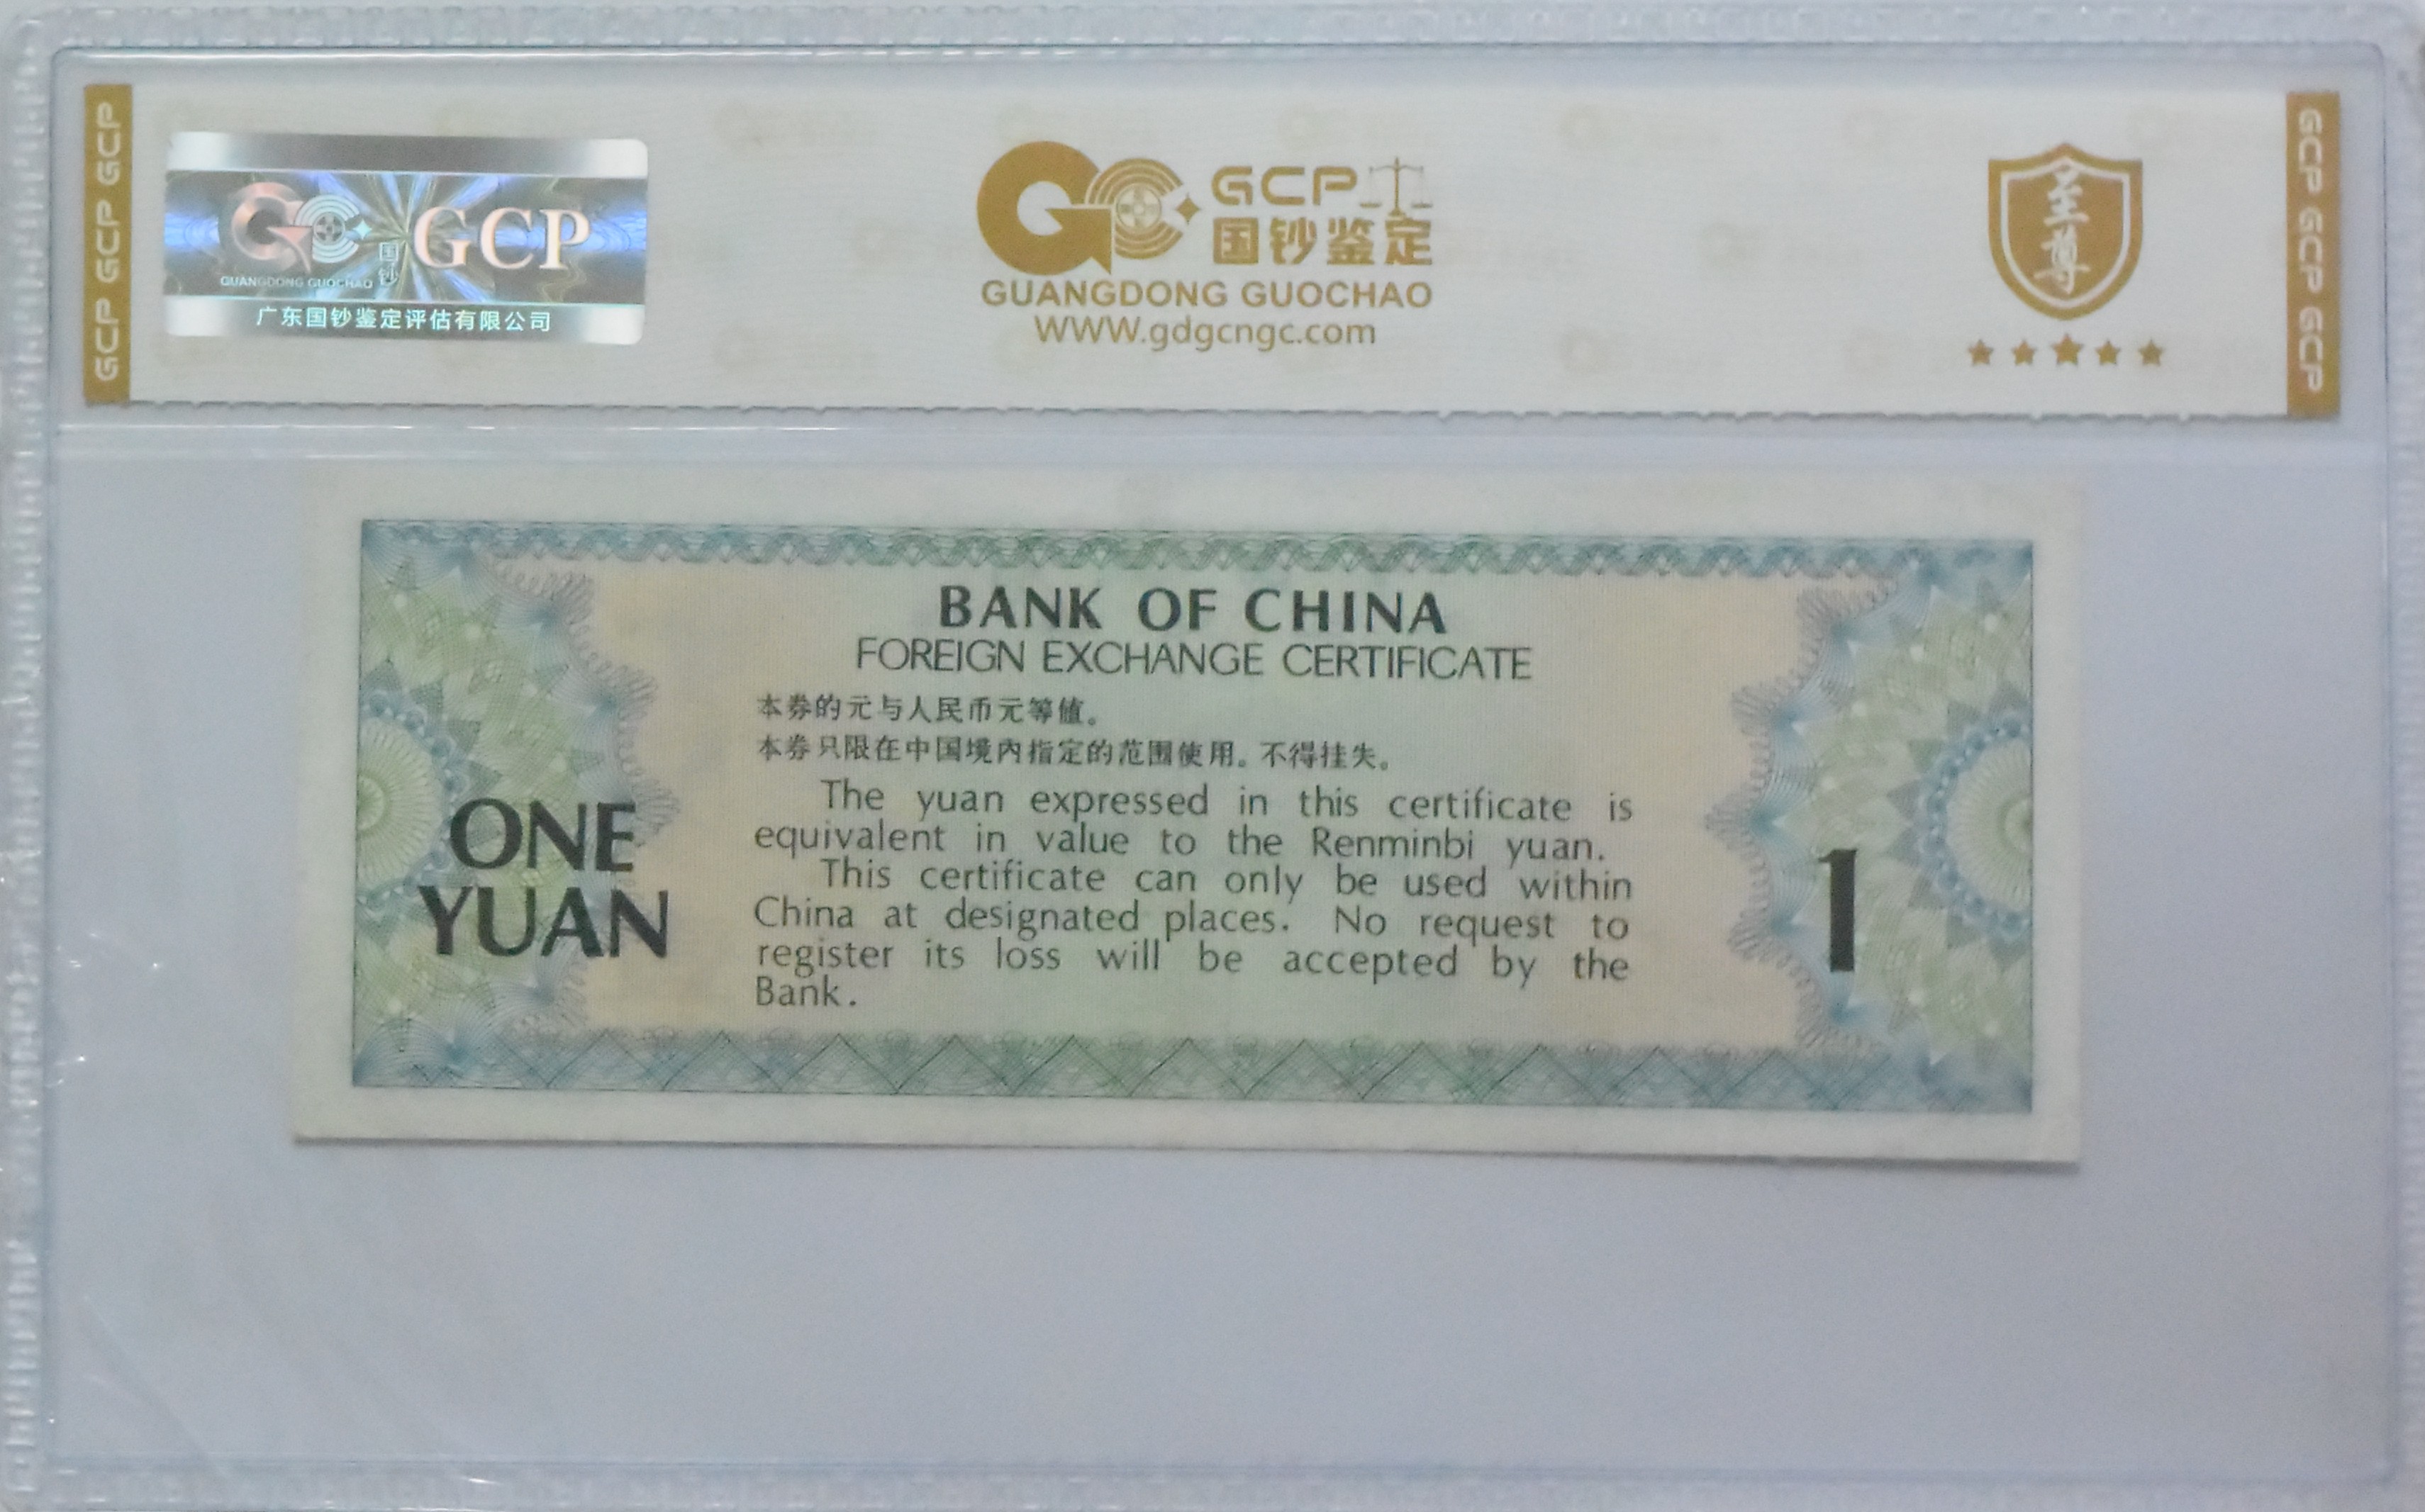 GCP GCP GCP
GCP
国钞
GUANGDONG GUOCHAO
广东国钞鉴定评估有限公司
GCP
国钞鉴定
GUANGDONG GUOCHAO
WWW.gdgcngc.com
至尊
GCP GCP GCP
BANK OF CHINA
FOREIGN EXCHANGE CERTIFICATE
本券的元与人民币元等值。
本券只限在中国境内指定的范围使用。不得挂失。
The yuan expressed in this certificate is
equivalent in value to the Renminbi yuan.
This certificate can only be used within
China at designated places. No request to
register its loss will be accepted by the
Bank.
ONE
YUAN
1